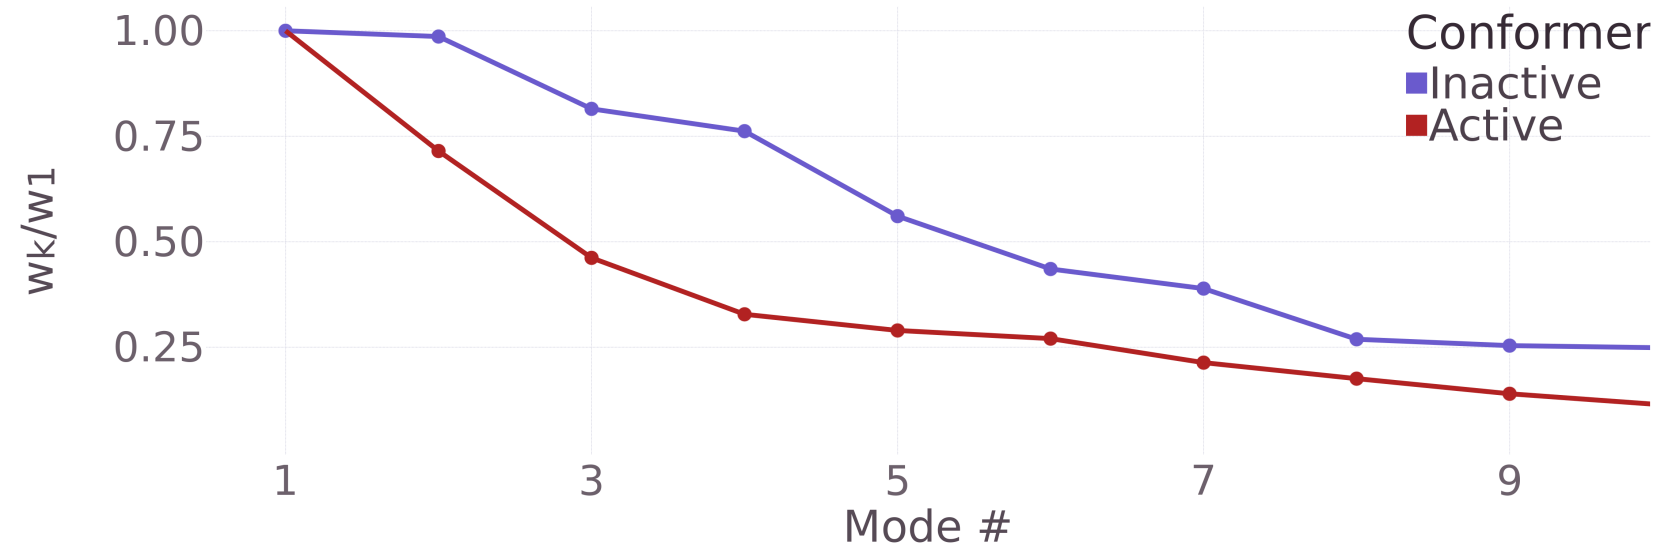 Conformer
Inactive
Active
wk/w1
1.00
0.75
0.50
0.25
1 3 5 7 9
Mode #